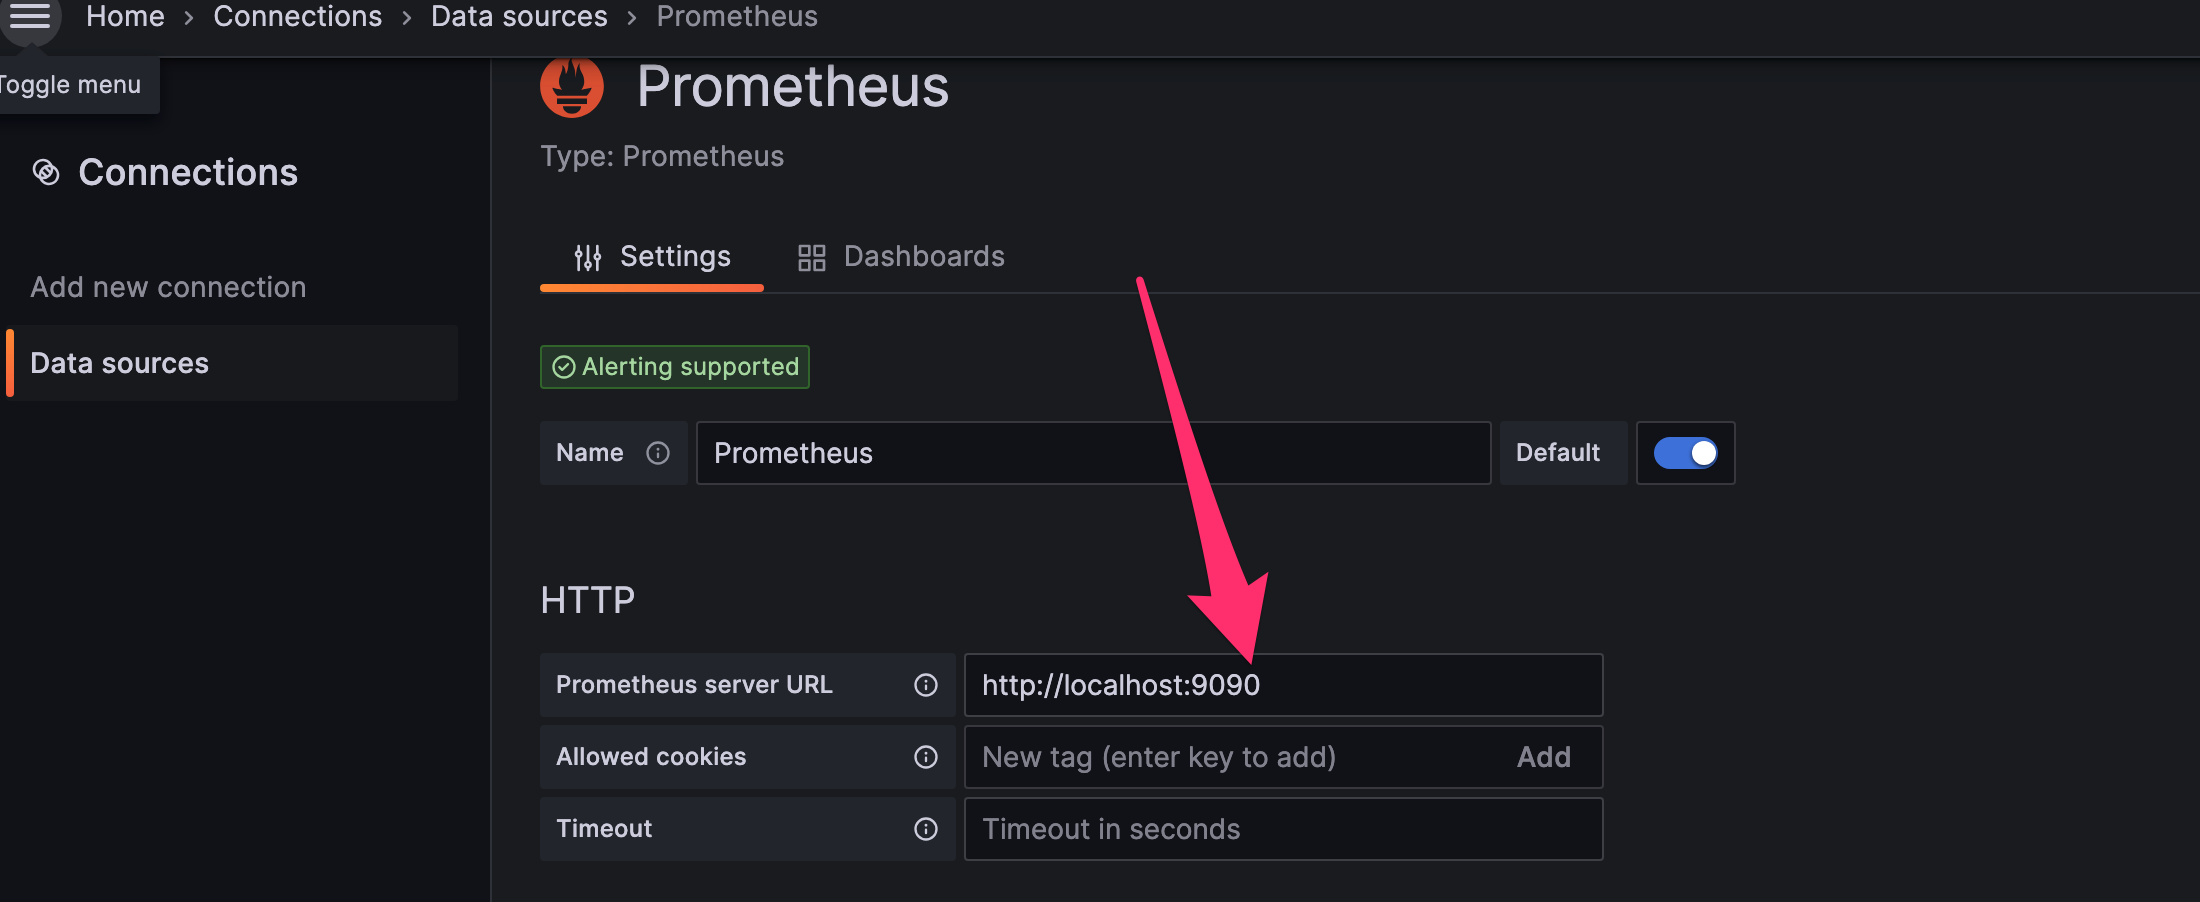 Home › Connections › Data sources › Prometheus
Toggle menu
Prometheus
Type: Prometheus
Connections
Settings
Dashboards
Add new connection
Data sources
Alerting supported
Name
Prometheus
Default
HTTP
Prometheus server URL
http://localhost:9090
Allowed cookies
New tag (enter key to add)
Add
Timeout
Timeout in seconds